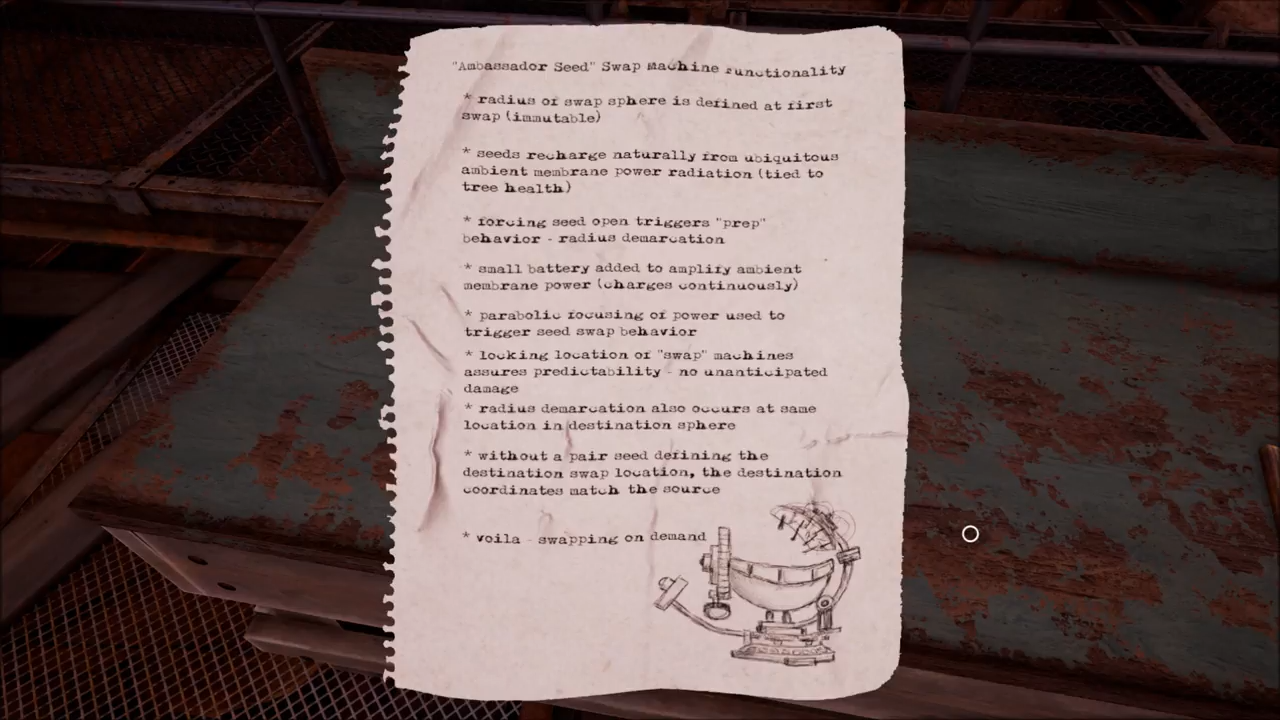 "Ambassador Seed" Swap Machine Functionality
* radius of swap sphere is defined at first
swap (immutable)
* seeds recharge naturally from ubiquitous
ambient membrane power radiation (tied to
tree health)
* forcing seed open triggers "prep"
behavior - radius demarcation
* small battery added to amplify ambient
membrane power (charges continuously)
* parabolic focusing of power used to
trigger seed swap behavior
* locking location of "swap" machines
assures predictability - no unanticipated
damage
* radius demarcation also occurs at same
location in destination sphere
* without a pair seed defining the
destination swap location, the destination
coordinates match the source
* voila - swapping on demand